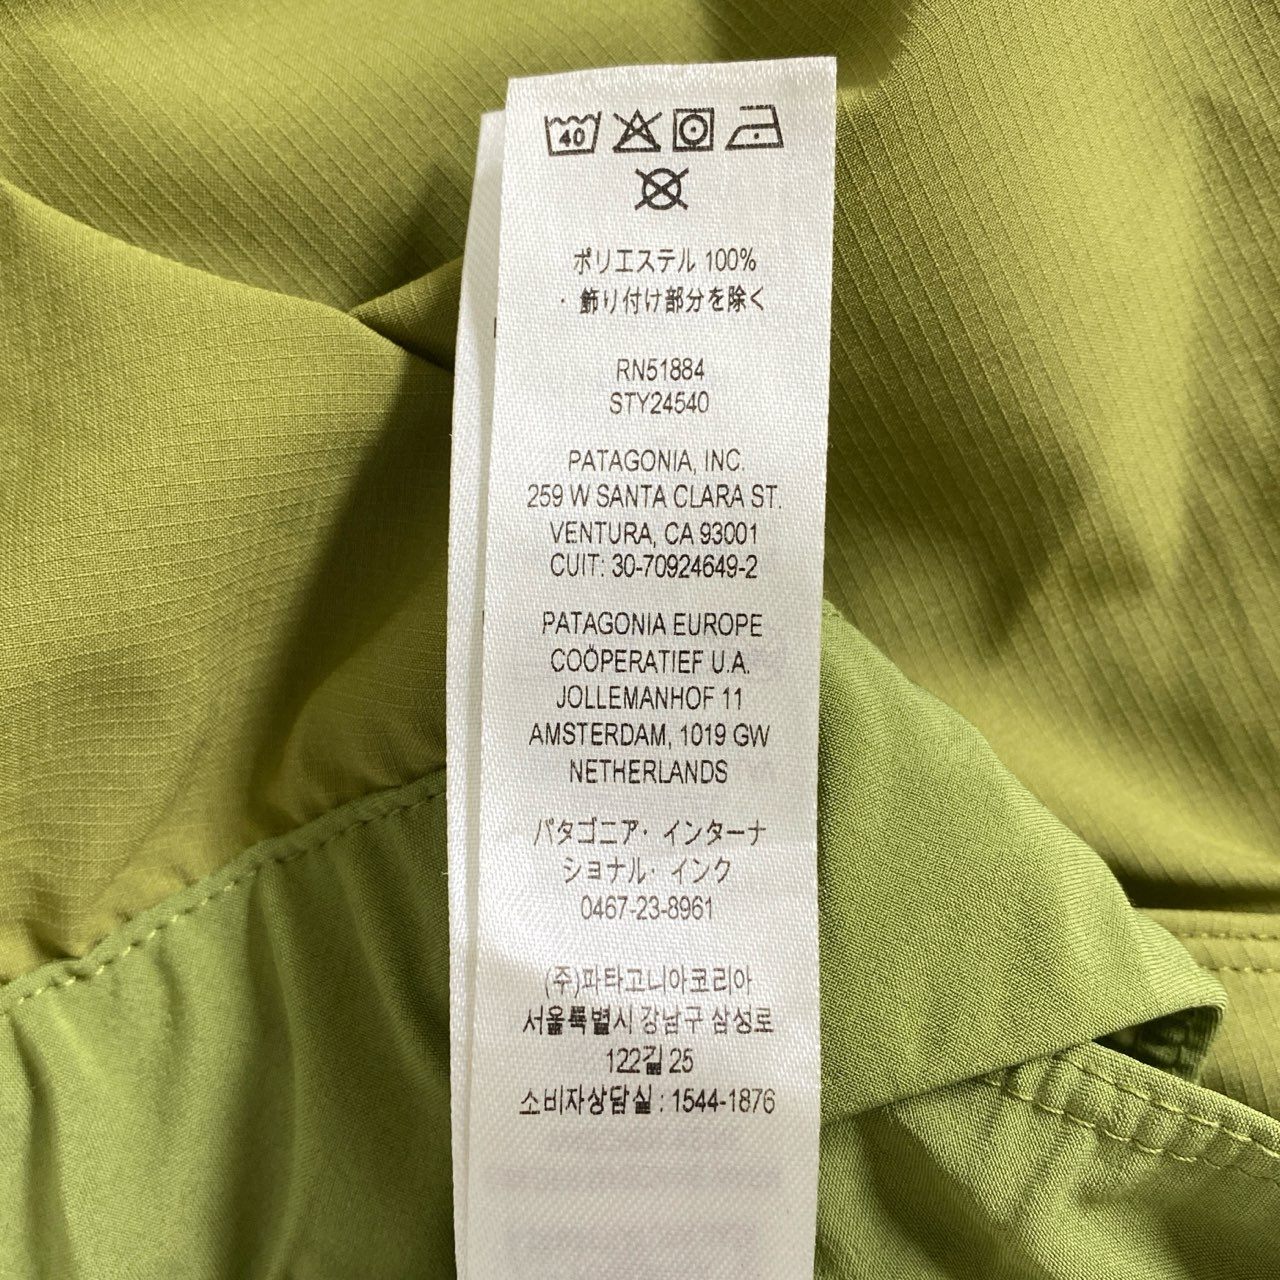 40
ポリエステル 100%
・飾り付け部分を除く
RN51884
STY24540
PATAGONIA, INC.
259 W SANTA CLARA ST.
VENTURA, CA 93001
CUIT: 30-70924649-2
PATAGONIA EUROPE
COÖPERATIEF U.A.
JOLLEMANHOF 11
AMSTERDAM, 1019 GW
NETHERLANDS
パタゴニア・インターナ
ショナル・インク
0467-23-8961
(주)파타고니아코리아
서울특별시 강남구 삼성로
122길 25
소비자상담실 : 1544-1876